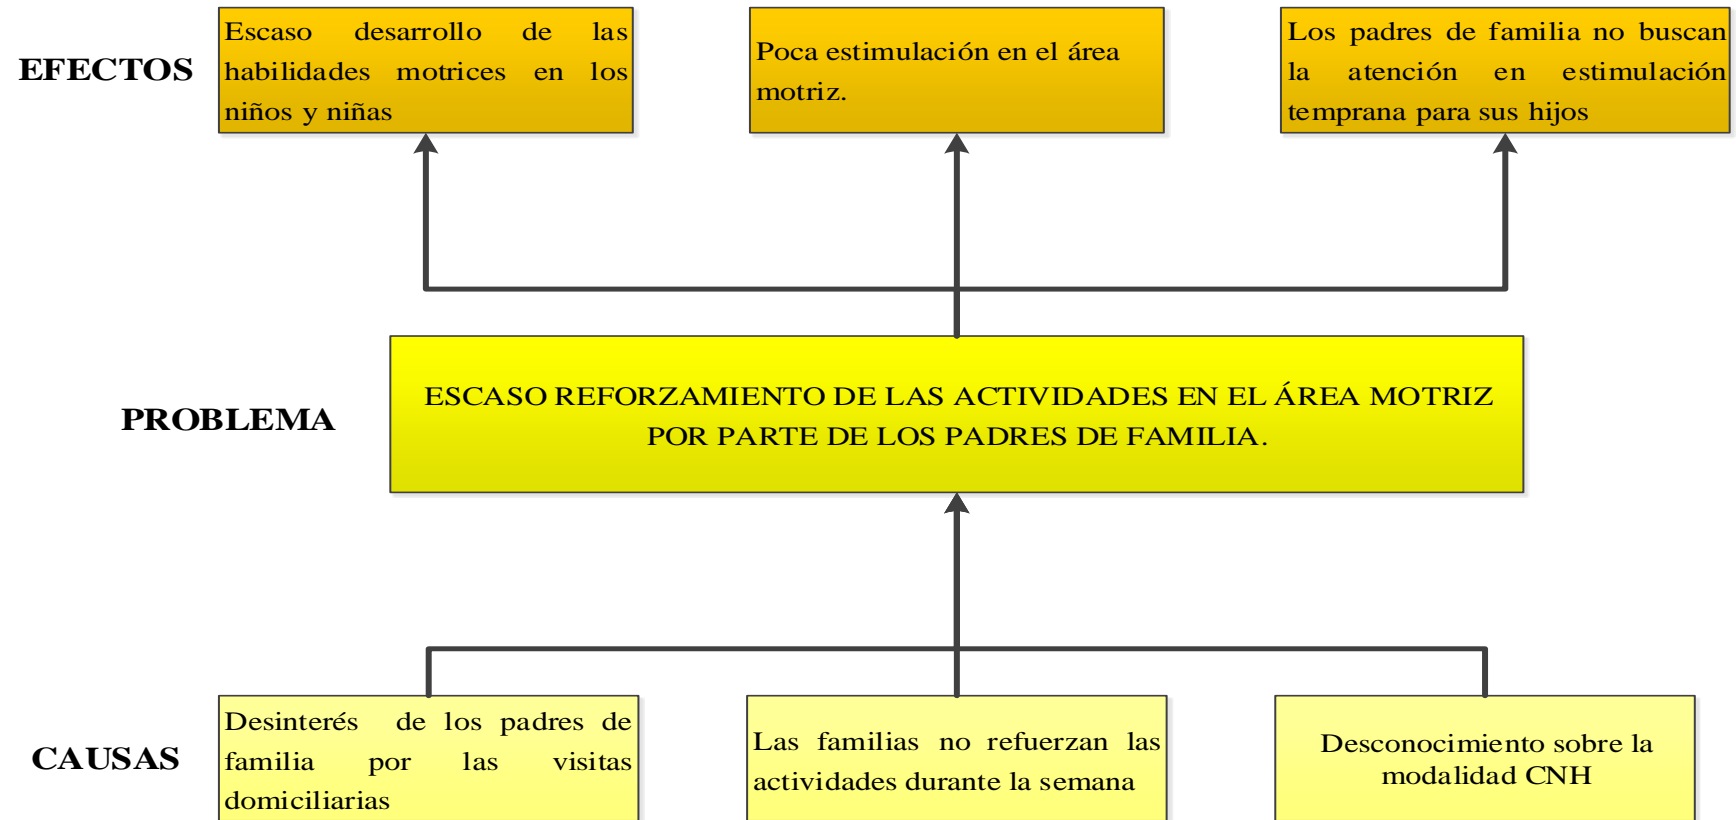 EFECTOS
Escaso desarrollo de las
habilidades motrices en los
niños y niñas
Poca estimulación en el área
motriz.
Los padres de familia no buscan
la atención en estimulación
temprana para sus hijos
PROBLEMA
ESCASO REFORZAMIENTO DE LAS ACTIVIDADES EN EL ÁREA MOTRIZ
POR PARTE DE LOS PADRES DE FAMILIA.
CAUSAS
Desinterés de los padres de
familia por las visitas
domiciliarias
Las familias no refuerzan las
actividades durante la semana
Desconocimiento sobre la
modalidad CNH